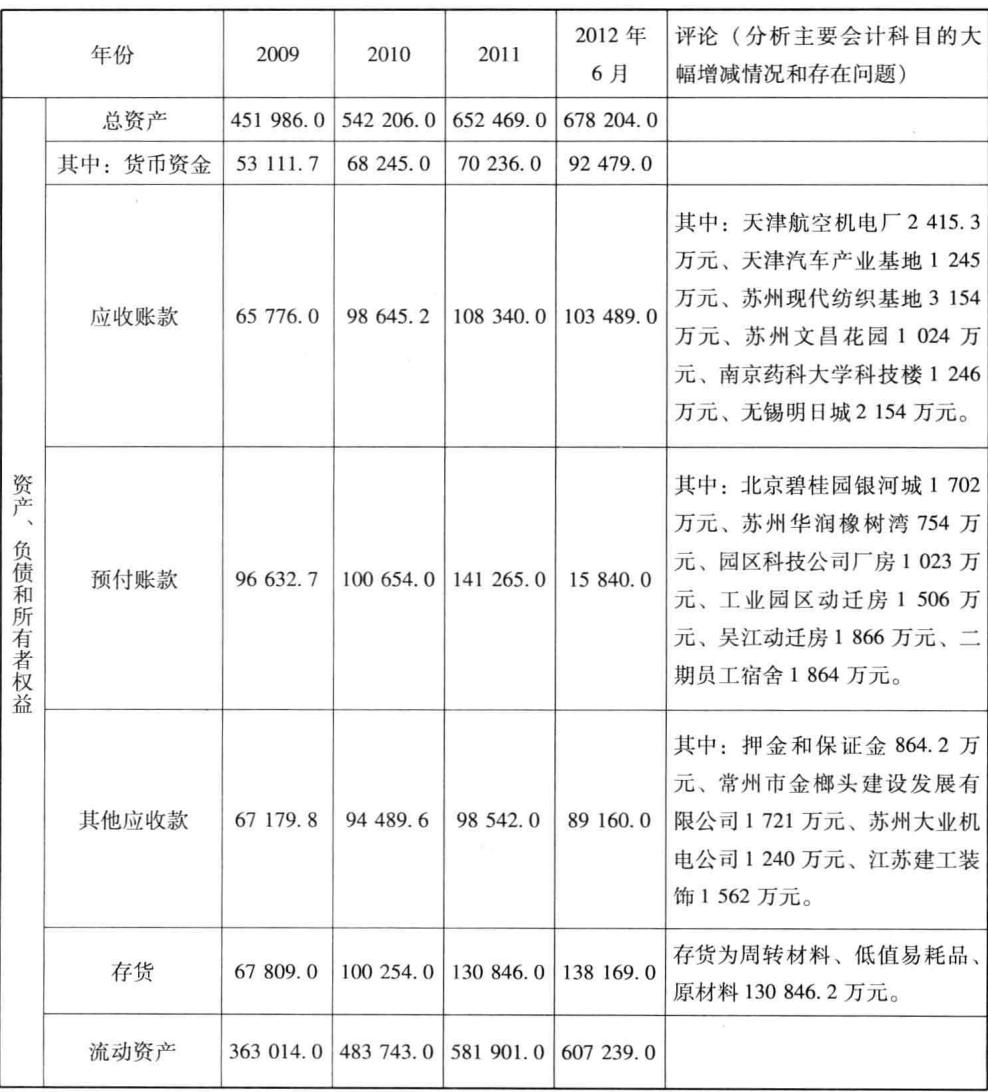 年份 2009 2010 2011 2012 年 6 月 评论（分析主要会计科目的大
幅增减情况和存在问题）
资产、负债和所有者权益
总资产 451 986. 0 542 206. 0 652 469. 0 678 204. 0
其中：货币资金 53 111. 7 68 245. 0 70 236. 0 92 479. 0
应收账款 65 776. 0 98 645. 2 108 340. 0 103 489. 0
其中：天津航空机电厂 2 415. 3
万元、天津汽车产业基地 1 245
万元、苏州现代纺织基地 3 154
万元、苏州文昌花园 1 024 万
元、南京药科大学科技楼 1 246
万元、无锡明日城 2 154 万元。
预付账款 96 632. 7 100 654. 0 141 265. 0 15 840. 0
其中：北京碧桂园银河城 1 702
万元、苏州华润橡树湾 754 万
元、园区科技公司厂房 1 023 万
元、工业园区动迁房 1 506 万
元、吴江动迁房 1 866 万元、二
期员工宿舍 1 864 万元。
其他应收款 67 179. 8 94 489. 6 98 542. 0 89 160. 0
其中：押金和保证金 864. 2 万
元、常州市金榔头建设发展有
限公司 1 721 万元、苏州大业机
电公司 1 240 万元、江苏建工装
饰 1 562 万元。
存货 67 809. 0 100 254. 0 130 846. 0 138 169. 0
存货为周转材料、低值易耗品、
原材料 130 846. 2 万元。
流动资产 363 014. 0 483 743. 0 581 901. 0 607 239. 0